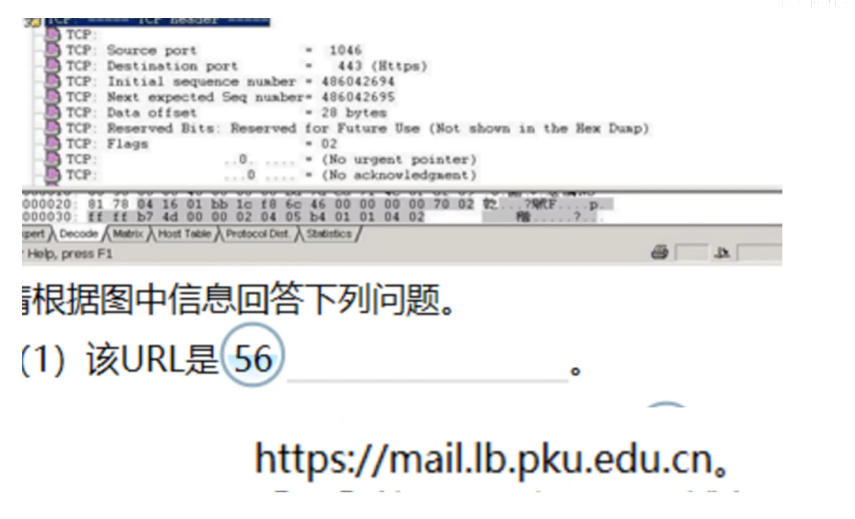 TCP: ===== TCP header =====
TCP:
TCP: Source port = 1046
TCP: Destination port = 443 (Https)
TCP: Initial sequence number = 486042694
TCP: Next expected Seq number= 486042695
TCP: Data offset = 28 bytes
TCP: Reserved Bits: Reserved for Future Use (Not shown in the Hex Dump)
TCP: Flags = 02
TCP: ..0. .... = (No urgent pointer)
TCP: ...0 .... = (No acknowledgment)
000020: 81 78 04 16 01 bb 1c f8 6c 46 00 00 00 00 70 02
000030: ff ff b7 4d 00 00 02 04 05 b4 01 01 04 02
pert Decode Matrix Host Table Protocol Dist. Statistics
Help, press F1
根据图中信息回答下列问题。
(1) 该URL是 56 。
https://mail.lb.pku.edu.cn。